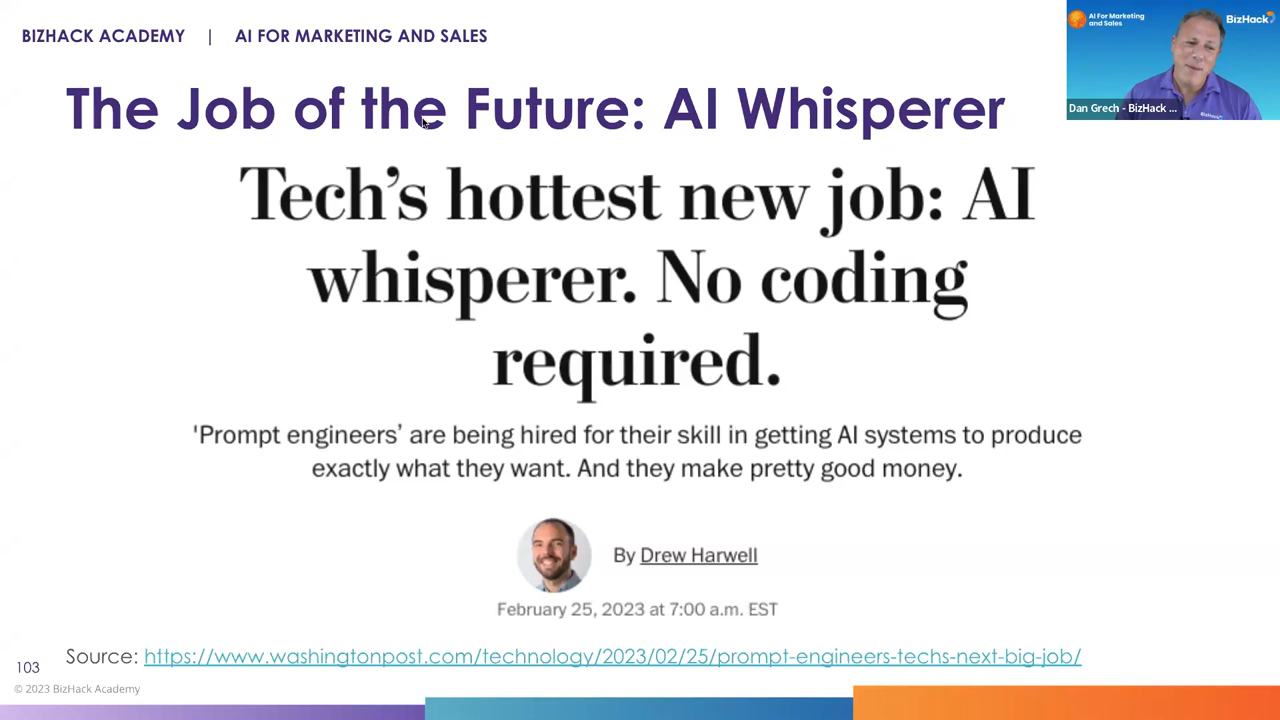 BIZHACK ACADEMY | AI FOR MARKETING AND SALES
AI For Marketing
and Sales
BizHack
Dan Grech - BizHack ...
The Job of the Future: AI Whisperer
Tech’s hottest new job: AI
whisperer. No coding
required.
'Prompt engineers’ are being hired for their skill in getting AI systems to produce
exactly what they want. And they make pretty good money.
By Drew Harwell
February 25, 2023 at 7:00 a.m. EST
Source: https://www.washingtonpost.com/technology/2023/02/25/prompt-engineers-techs-next-big-job/
103
© 2023 BizHack Academy